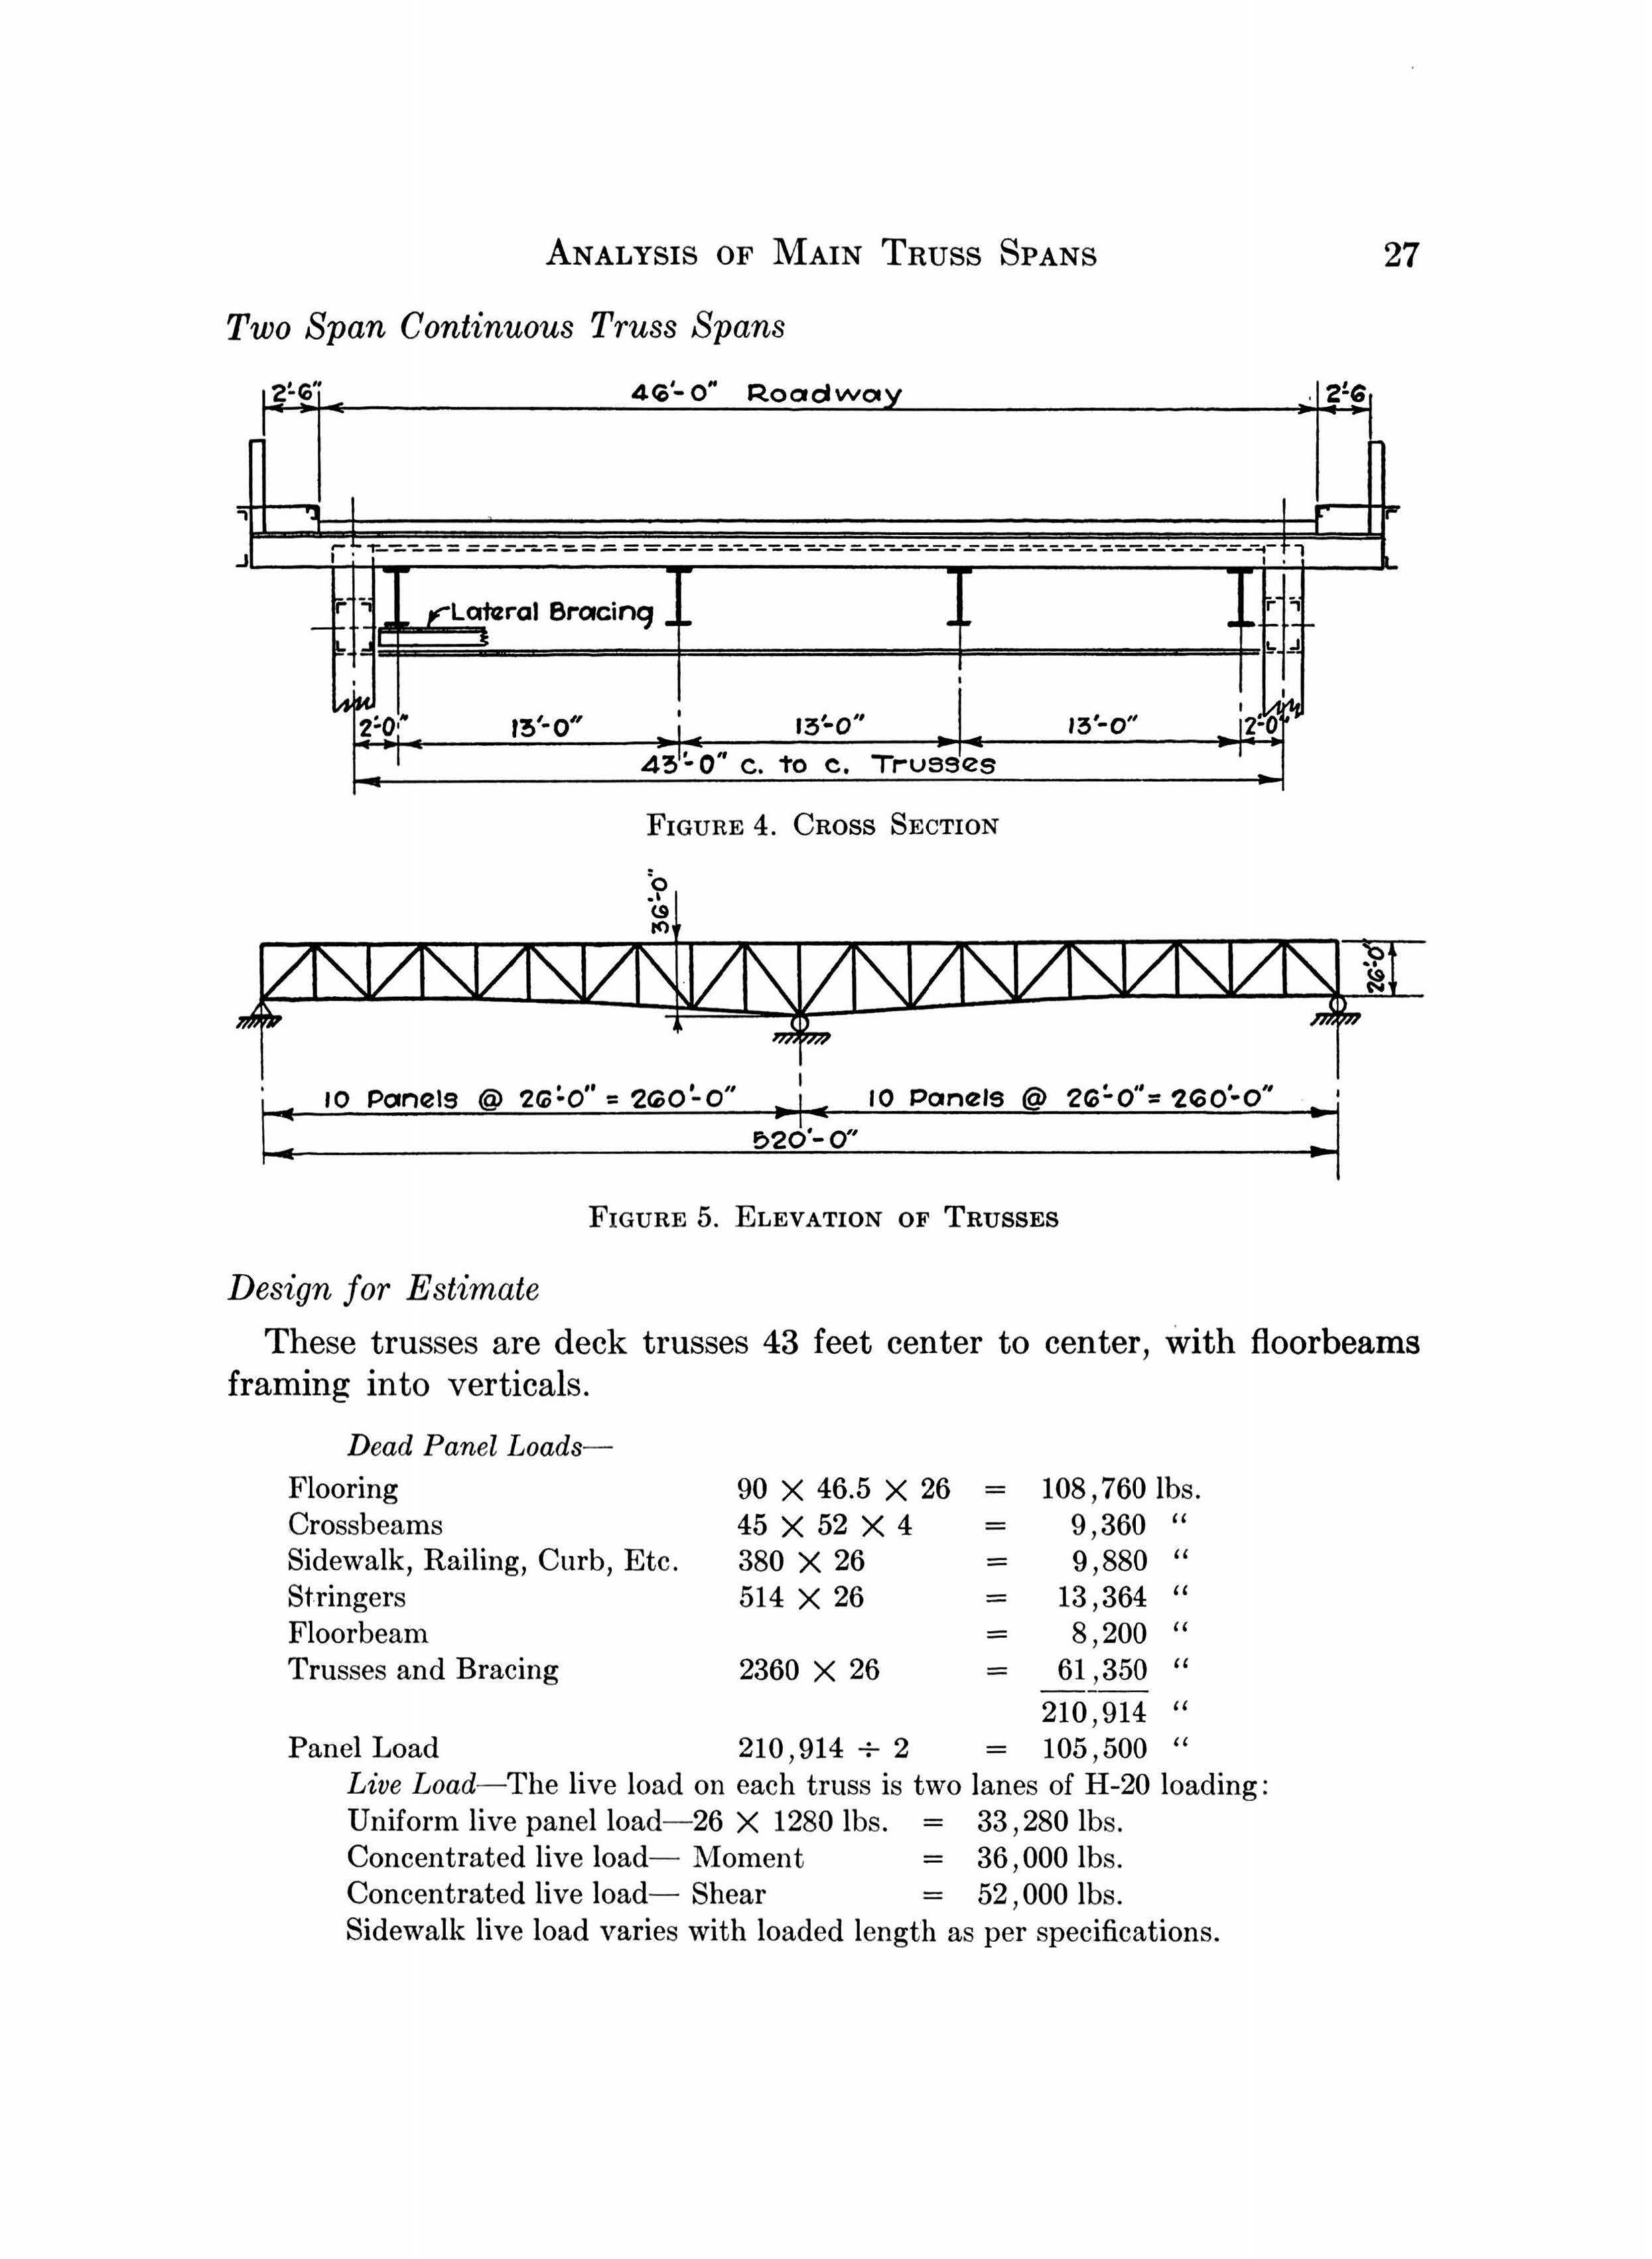 ANALYSIS OF MAIN TRUSS SPANS 27
Two Span Continuous Truss Spans
2'-6" 46'-0" Roadway 2'-6
Lateral Bracing
2'-0" 13'-0" 13'-0" 13'-0" 2'-0"
43'-0" c. to c. Trusses
FIGURE 4. CROSS SECTION
36'-0"
26'-0"
10 Panels @ 26'-0" = 260'-0" 10 Panels @ 26'-0" = 260'-0"
520'-0"
FIGURE 5. ELEVATION OF TRUSSES
Design for Estimate
These trusses are deck trusses 43 feet center to center, with floorbeams
framing into verticals.
Dead Panel Loads—
Flooring 90 × 46.5 × 26 = 108,760 lbs.
Crossbeams 45 × 52 × 4 = 9,360 “
Sidewalk, Railing, Curb, Etc. 380 × 26 = 9,880 “
Stringers 514 × 26 = 13,364 “
Floorbeam = 8,200 “
Trusses and Bracing 2360 × 26 = 61,350 “
210,914 “
Panel Load 210,914 ÷ 2 = 105,500 “
Live Load—The live load on each truss is two lanes of H-20 loading:
Uniform live panel load—26 × 1280 lbs. = 33,280 lbs.
Concentrated live load— Moment = 36,000 lbs.
Concentrated live load— Shear = 52,000 lbs.
Sidewalk live load varies with loaded length as per specifications.